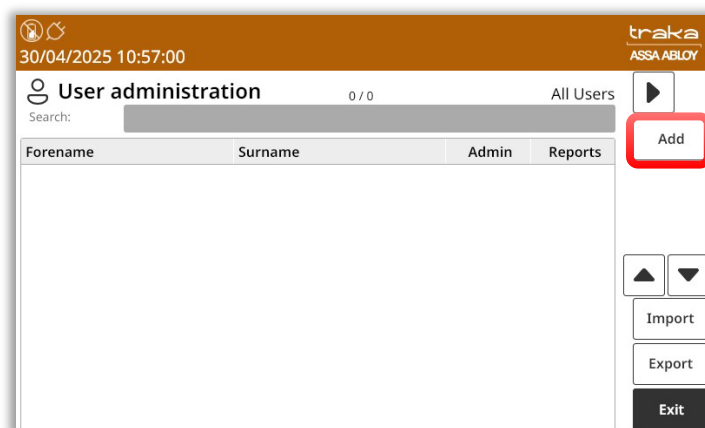 traka
30/04/2025 10:57:00
ASSA ABLOY
User administration 0 / 0 All Users
Search:
Add
Forename Surname Admin Reports
Import
Export
Exit